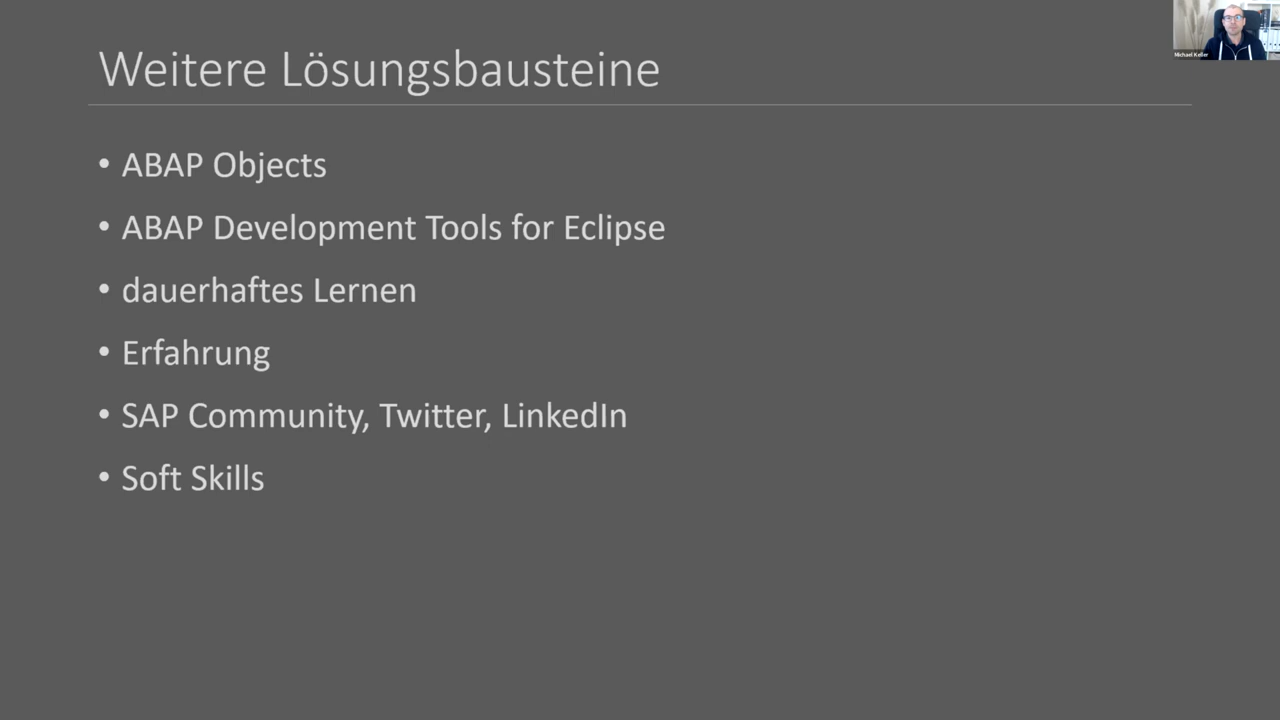 Weitere Lösungsbausteine
• ABAP Objects
• ABAP Development Tools for Eclipse
• dauerhaftes Lernen
• Erfahrung
• SAP Community, Twitter, LinkedIn
• Soft Skills
Michael Keller